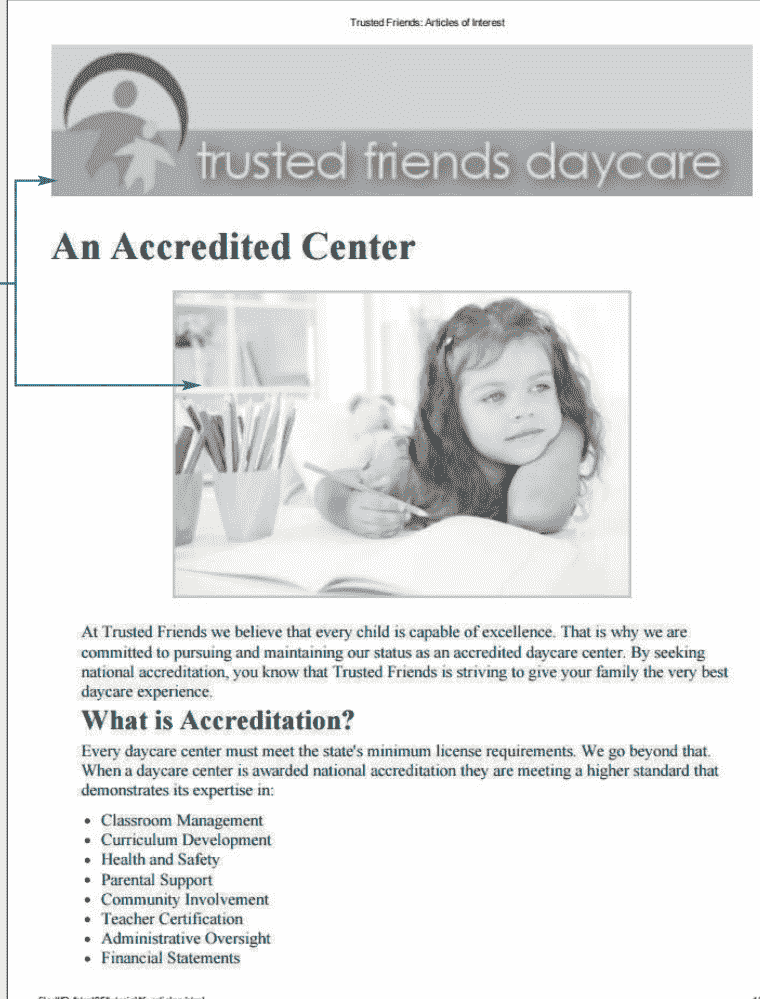 Trusted Friends: Articles of Interest
trusted friends daycare
An Accredited Center
At Trusted Friends we believe that every child is capable of excellence. That is why we are
committed to pursuing and maintaining our status as an accredited daycare center. By seeking
national accreditation, you know that Trusted Friends is striving to give your family the very best
daycare experience.
What is Accreditation?
Every daycare center must meet the state's minimum license requirements. We go beyond that.
When a daycare center is awarded national accreditation they are meeting a higher standard that
demonstrates its expertise in:
• Classroom Management
• Curriculum Development
• Health and Safety
• Parental Support
• Community Involvement
• Teacher Certification
• Administrative Oversight
• Financial Statements